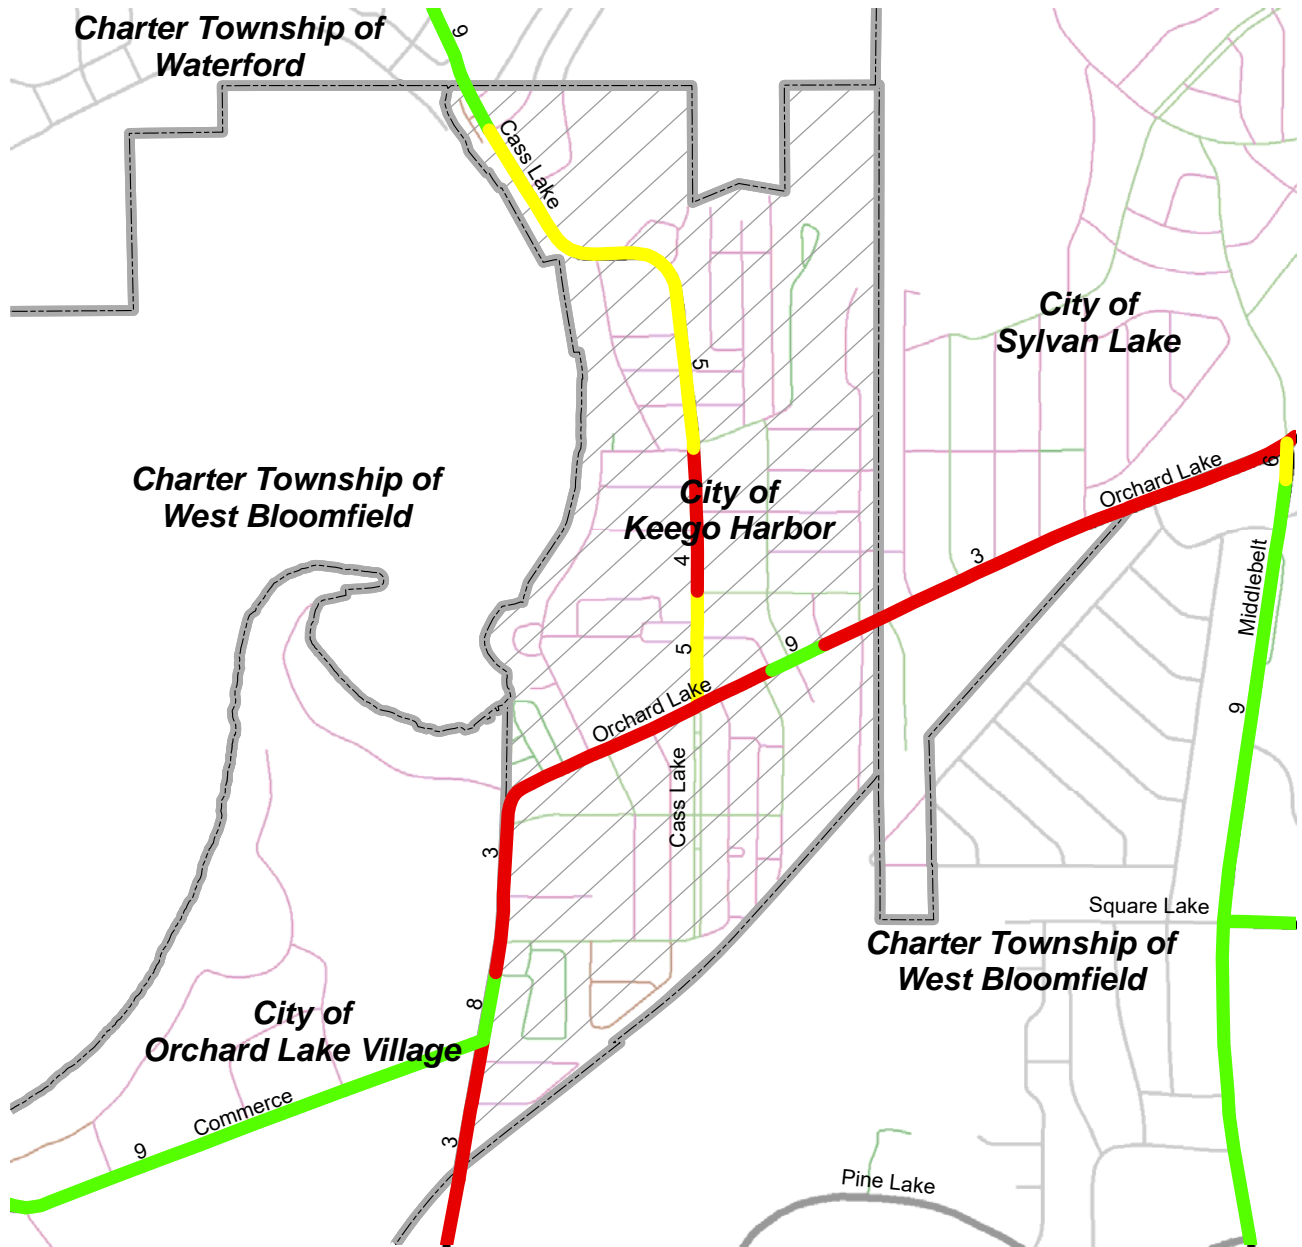 Charter Township of
Waterford
9
Cass Lake
City of
Sylvan Lake
5
Charter Township of
West Bloomfield
City of
Keego Harbor
Orchard Lake
6
4
3
Middlebelt
5
9
Orchard Lake
9
Cass Lake
3
Square Lake
Charter Township of
West Bloomfield
8
City of
Orchard Lake Village
Commerce
9
3
Pine Lake